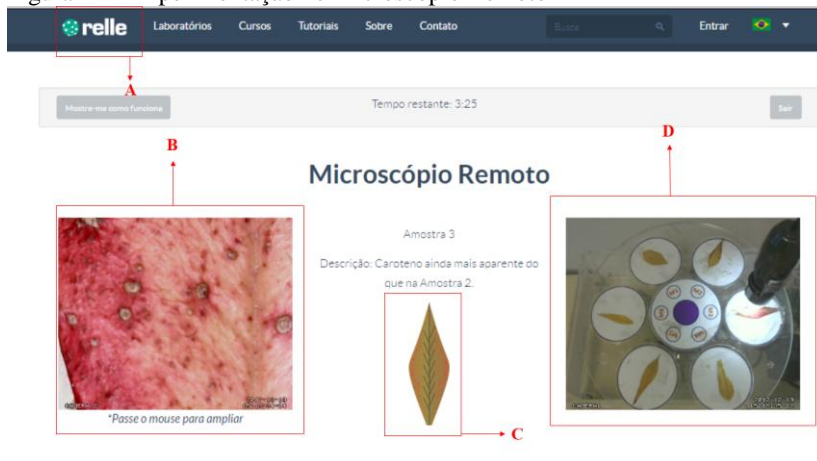 relle
Laboratórios Cursos Tutoriais Sobre Contato Busca Entrar
A
Mostre-me como funciona
Tempo restante: 3:25
Sair
B
D
Microscópio Remoto
Amostra 3
Descrição: Caroteno ainda mais aparente do
que na Amostra 2.
*Passe o mouse para ampliar
C